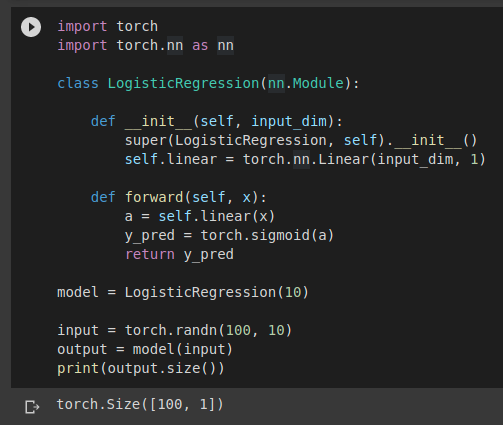 import torch
import torch.nn as nn
class LogisticRegression(nn.Module):
def __init__(self, input_dim):
super(LogisticRegression, self).__init__()
self.linear = torch.nn.Linear(input_dim, 1)
def forward(self, x):
a = self.linear(x)
y_pred = torch.sigmoid(a)
return y_pred
model = LogisticRegression(10)
input = torch.randn(100, 10)
output = model(input)
print(output.size())
torch.Size([100, 1])